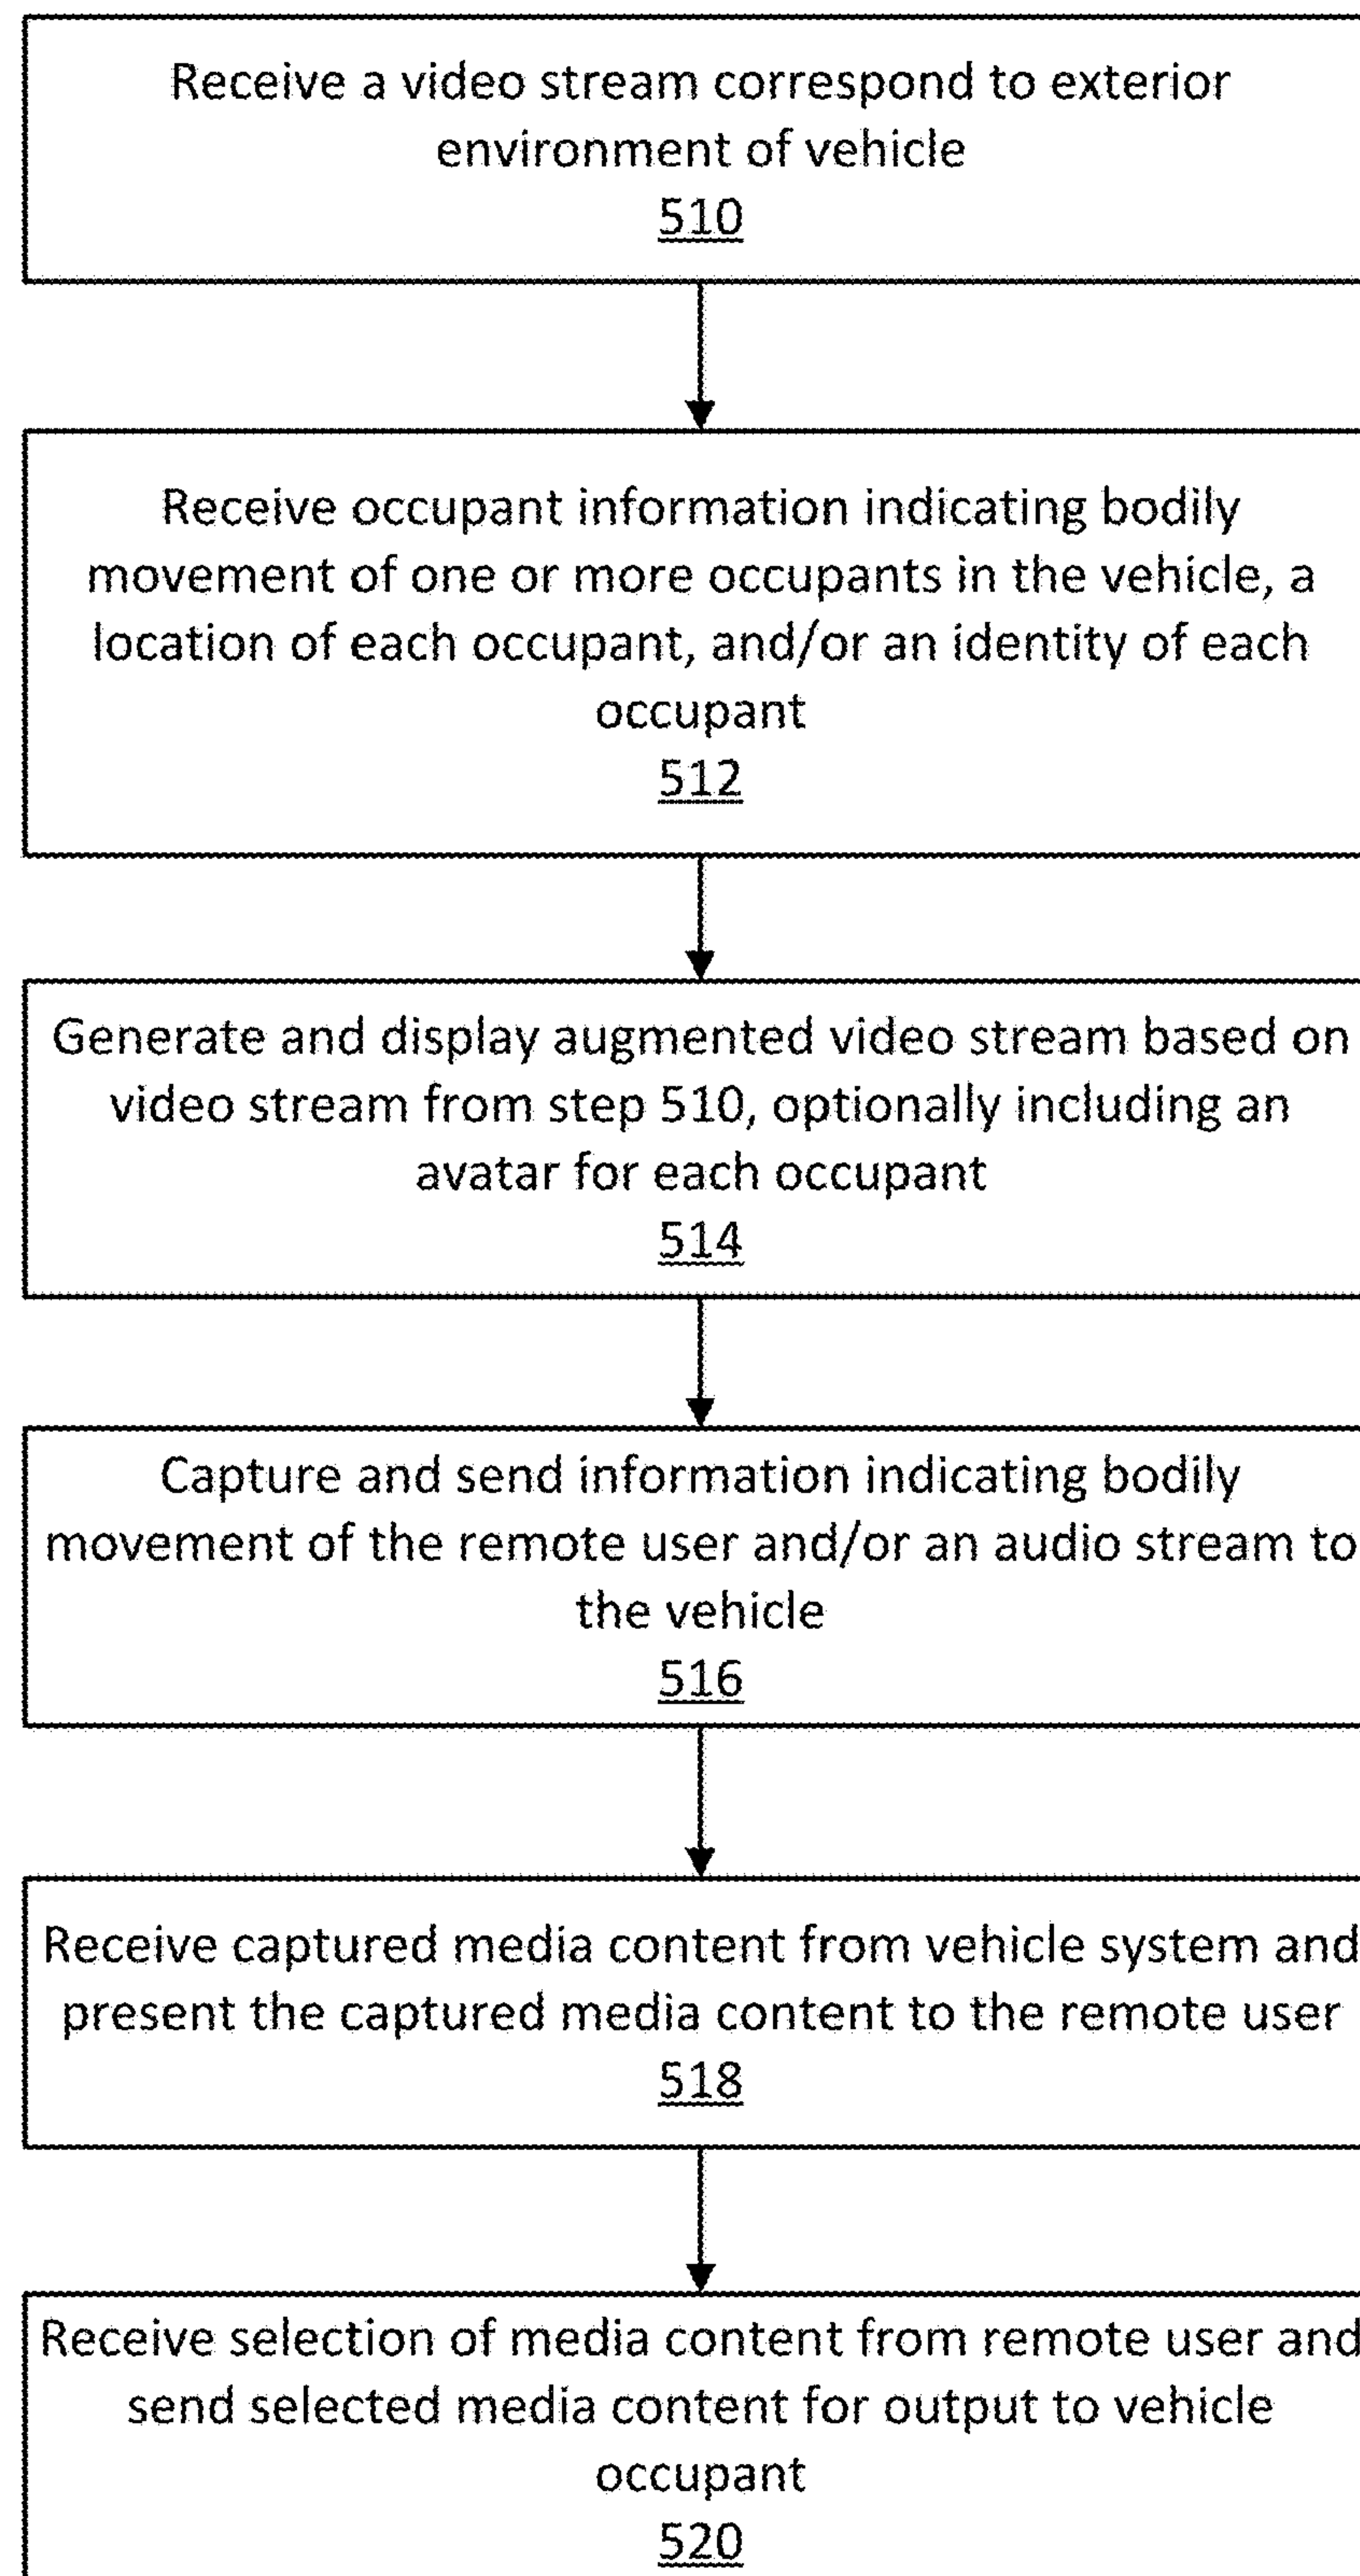 Receive a video stream correspond to exterior
environment of vehicle
510
Receive occupant information indicating bodily
movement of one or more occupants in the vehicle, a
location of each occupant, and/or an identity of each
occupant
512
Generate and display augmented video stream based on
video stream from step 510, optionally including an
avatar for each occupant
514
Capture and send information indicating bodily
movement of the remote user and/or an audio stream to
the vehicle
516
Receive captured media content from vehicle system and
present the captured media content to the remote user
518
Receive selection of media content from remote user and
send selected media content for output to vehicle
occupant
520